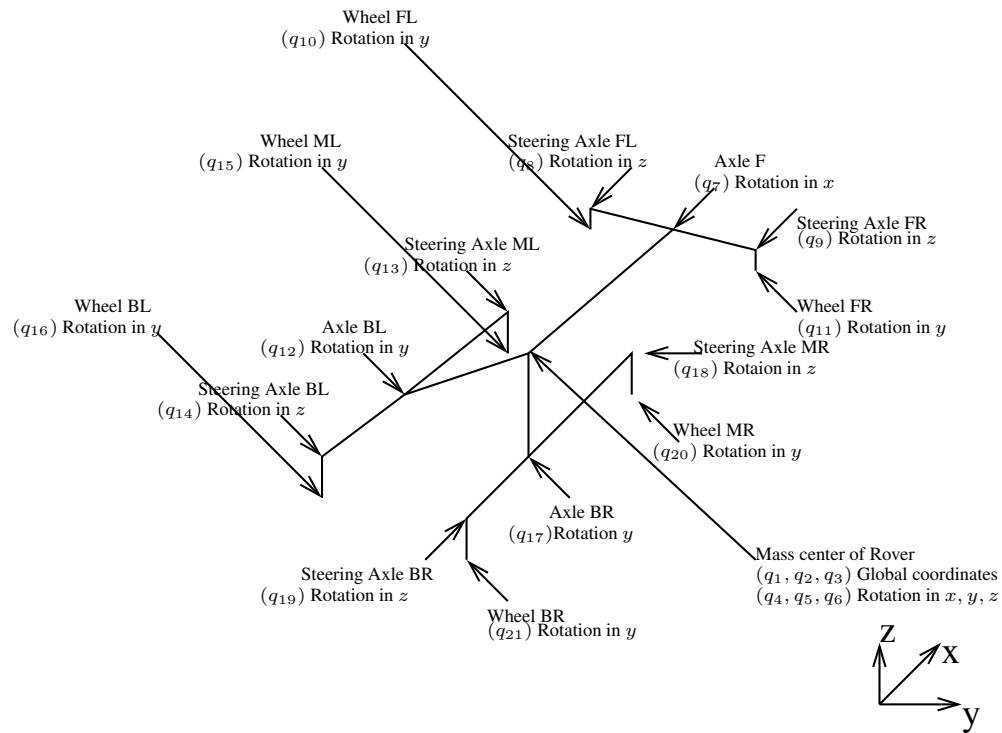 Wheel FL
(q10) Rotation in y
Wheel ML
(q15) Rotation in y
Steering Axle FL
(q8) Rotation in z
Axle F
(q7) Rotation in x
Steering Axle FR
(q9) Rotation in z
Steering Axle ML
(q13) Rotation in z
Wheel BL
(q16) Rotation in y
Axle BL
(q12) Rotation in y
Wheel FR
(q11) Rotation in y
Steering Axle MR
(q18) Rotaion in z
Steering Axle BL
(q14) Rotation in z
Wheel MR
(q20) Rotation in y
Axle BR
(q17)Rotation y
Mass center of Rover
(q1, q2, q3) Global coordinates
(q4, q5, q6) Rotation in x, y, z
Steering Axle BR
(q19) Rotation in z
Wheel BR
(q21) Rotation in y
z
x
y